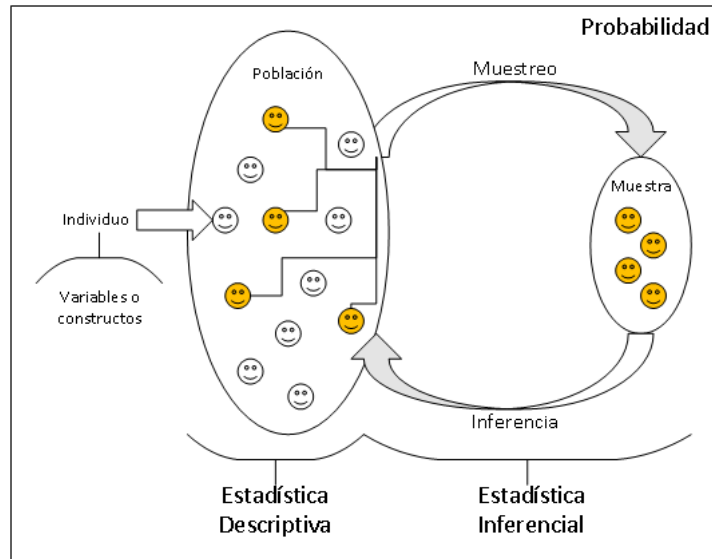 Probabilidad
Población
Muestreo
Muestra
Individuo
Variables o
constructos
Inferencia
Estadística
Descriptiva
Estadística
Inferencial